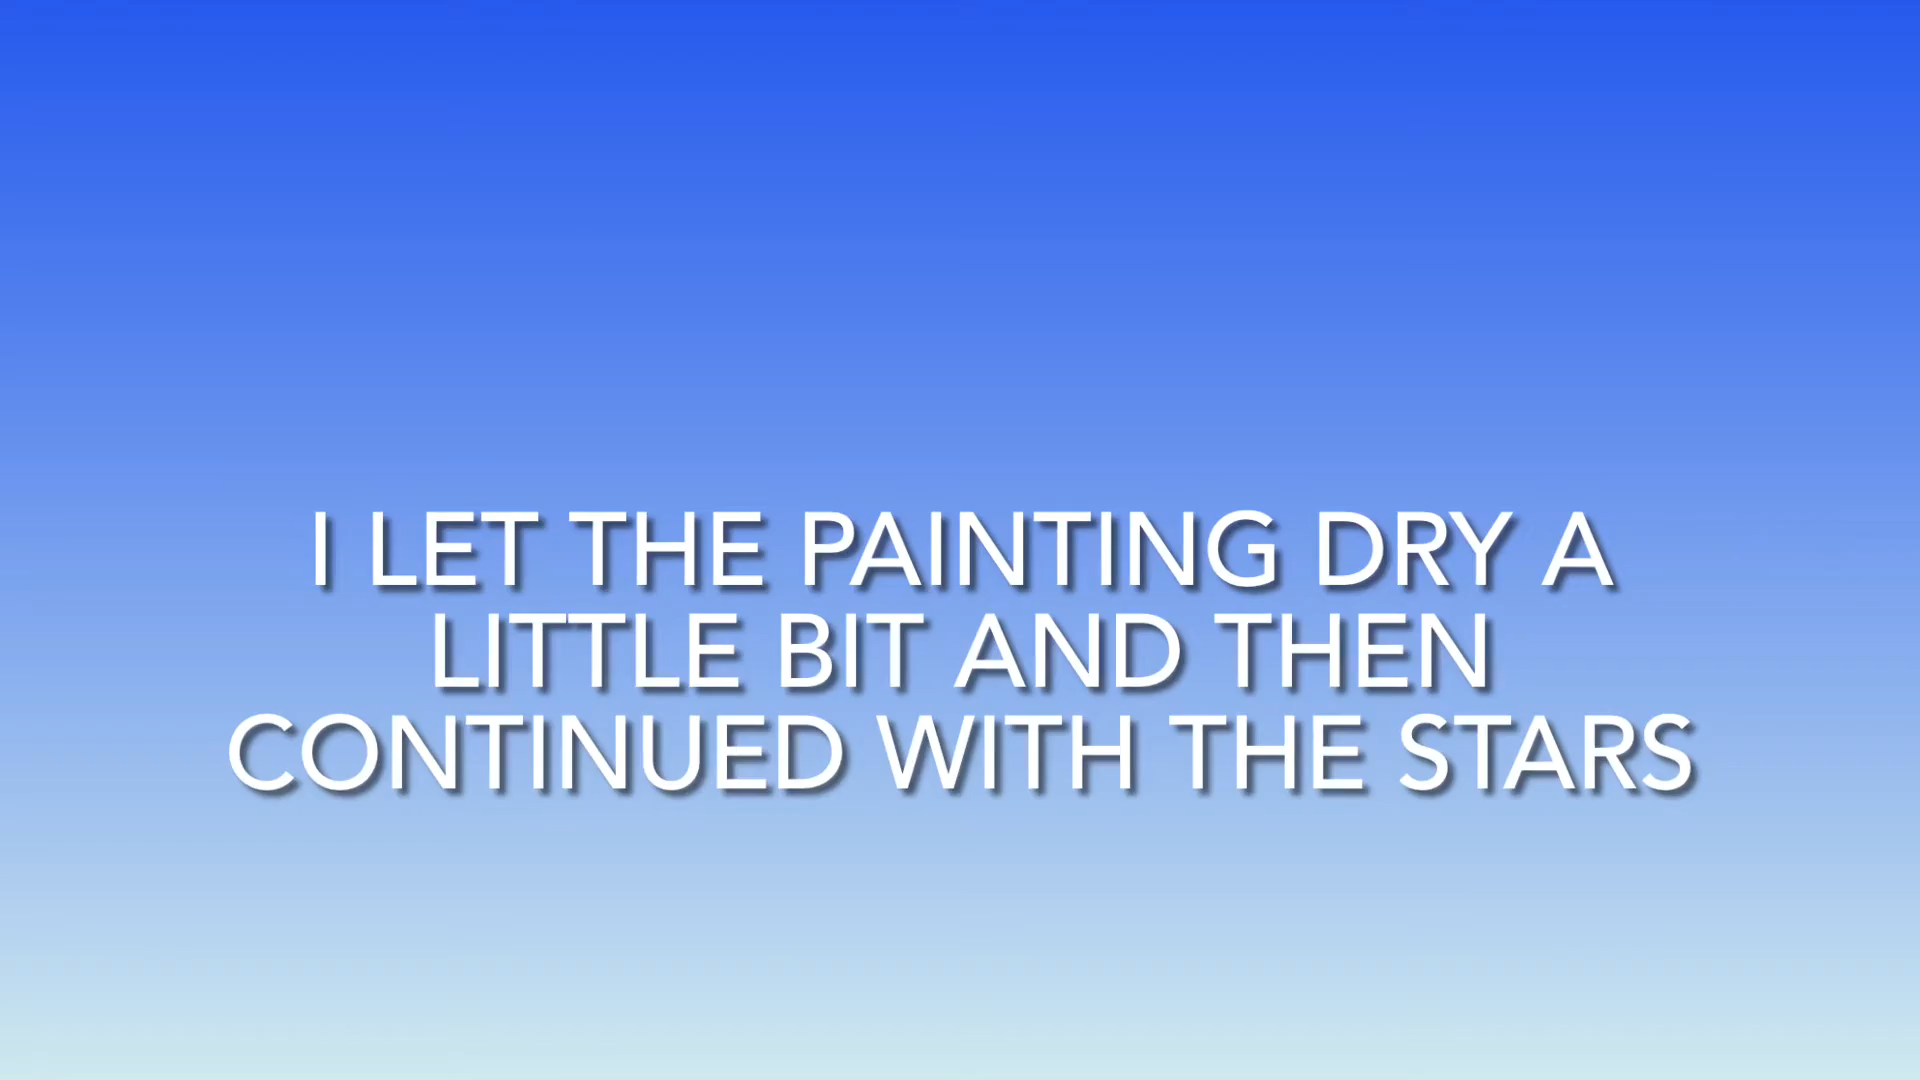 I LET THE PAINTING DRY A
LITTLE BIT AND THEN
CONTINUED WITH THE STARS